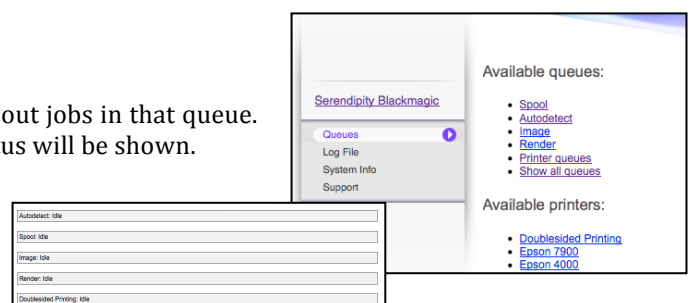 out jobs in that queue.
tus will be shown.
Serendipity Blackmagic
Queues
Log File
System Info
Support
Available queues:
Spool
Autodetect
Image
Render
Printer queues
Show all queues
Available printers:
Doublesided Printing
Epson 7900
Epson 4000
Autodetect: Idle
Spool: Idle
Image: Idle
Render: Idle
Doublesided Printing: Idle